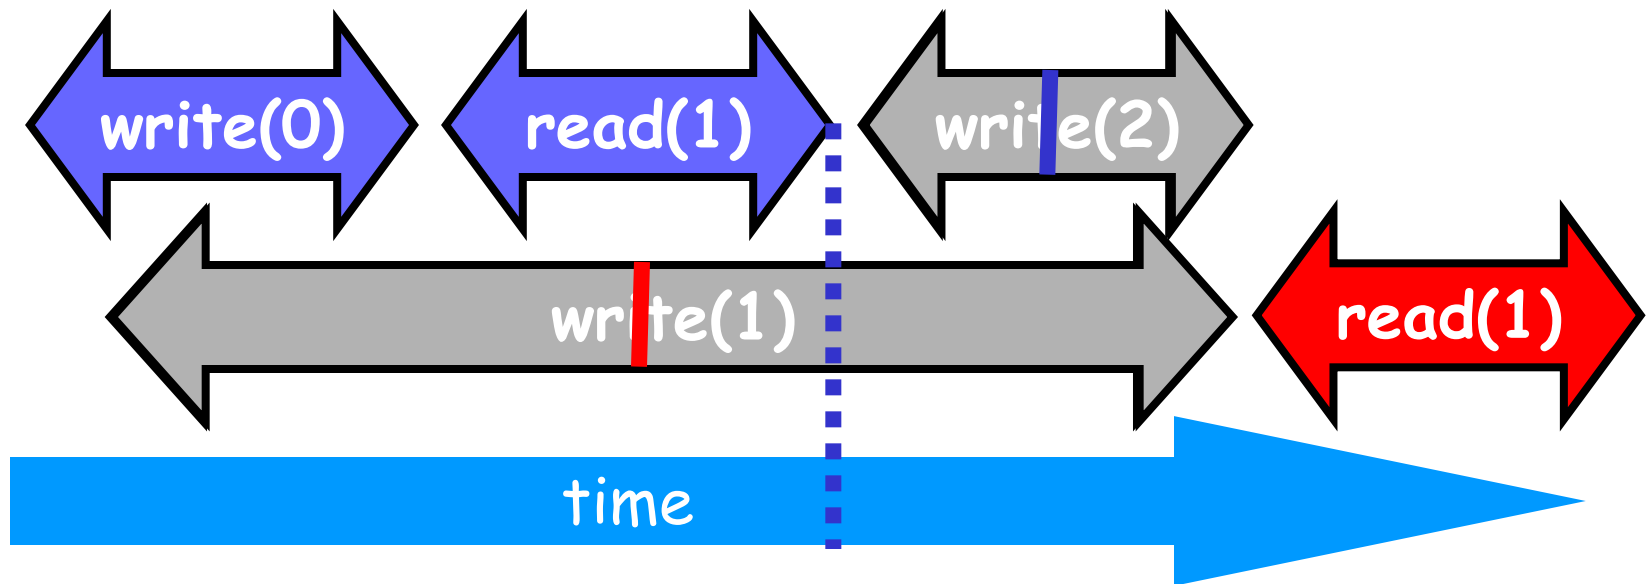 write(0) read(1) write(2)
write(1) read(1)
time